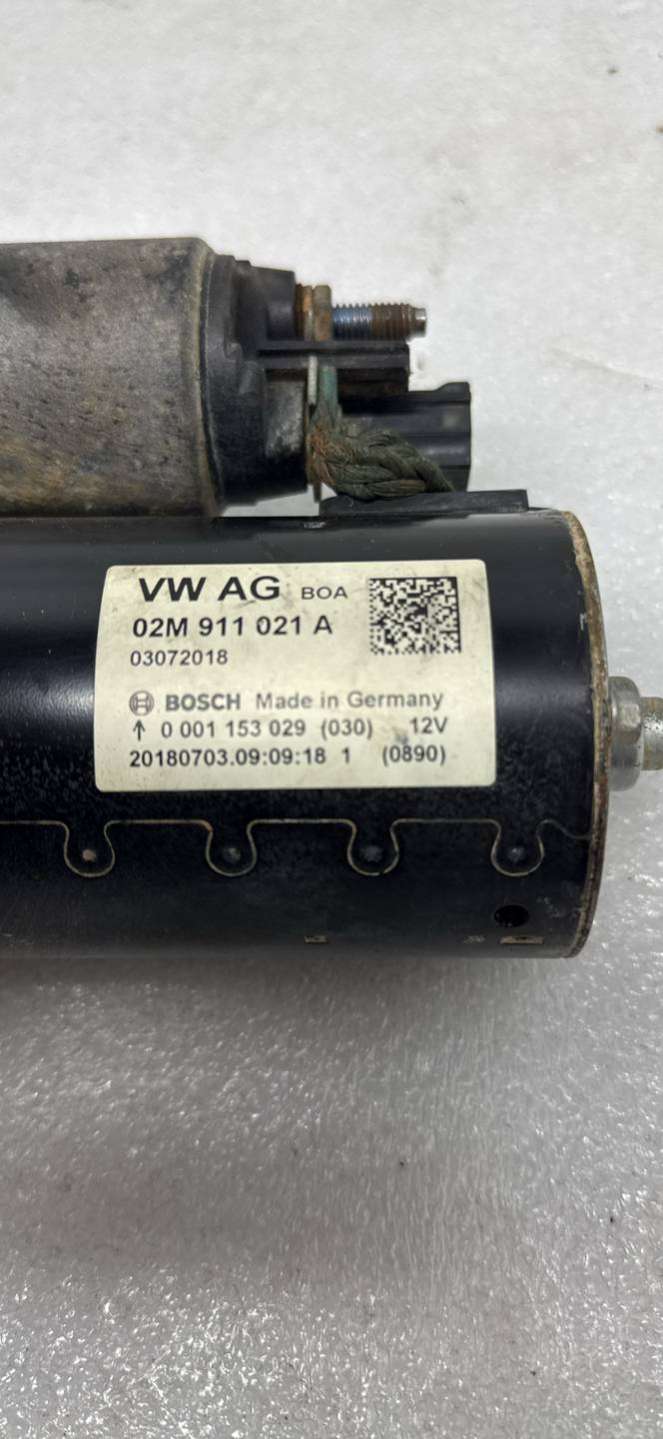 VW AG BOA
02M 911 021 A
03072018
BOSCH Made in Germany
↑ 0 001 153 029 (030) 12V
20180703.09:09:18 1 (0890)